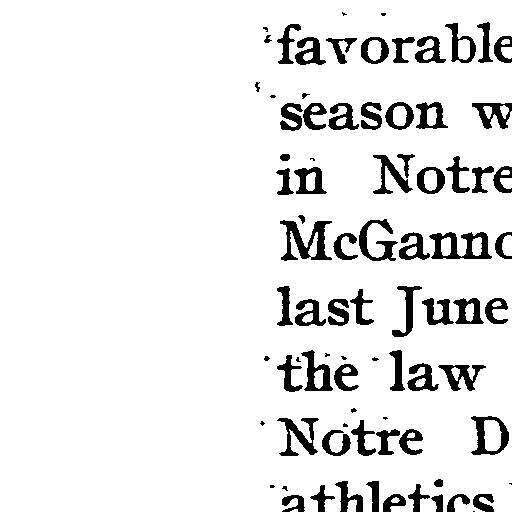 favorable
season w
in Notre
McGanno
last June
the law
Notre D
athletics